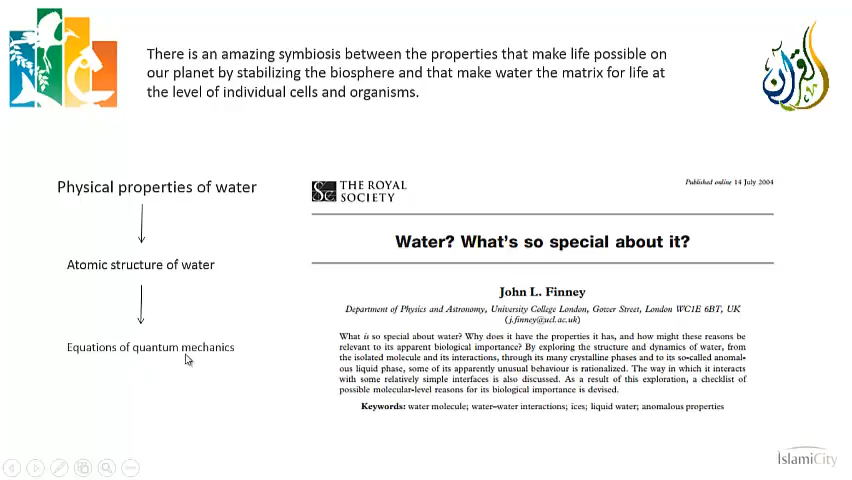 There is an amazing symbiosis between the properties that make life possible on
our planet by stabilizing the biosphere and that make water the matrix for life at
the level of individual cells and organisms.
القرآن
Physical properties of water
Atomic structure of water
Equations of quantum mechanics
THE ROYAL
SOCIETY
Published online 14 July 2004
Water? What's so special about it?
John L. Finney
Department of Physics and Astronomy, University College London, Gower Street, London WC1E 6BT, UK
(j.finney@ucl.ac.uk)
What is so special about water? Why does it have the properties it has, and how might these reasons be
relevant to its apparent biological importance? By exploring the structure and dynamics of water, from
the isolated molecule and its interactions, through its many crystalline phases and to its so-called anomal-
ous liquid phase, some of its apparently unusual behaviour is rationalized. The way in which it interacts
with some relatively simple interfaces is also discussed. As a result of this exploration, a checklist of
possible molecular-level reasons for its biological importance is devised.
Keywords: water molecule; water–water interactions; ices; liquid water; anomalous properties
IslamiCity